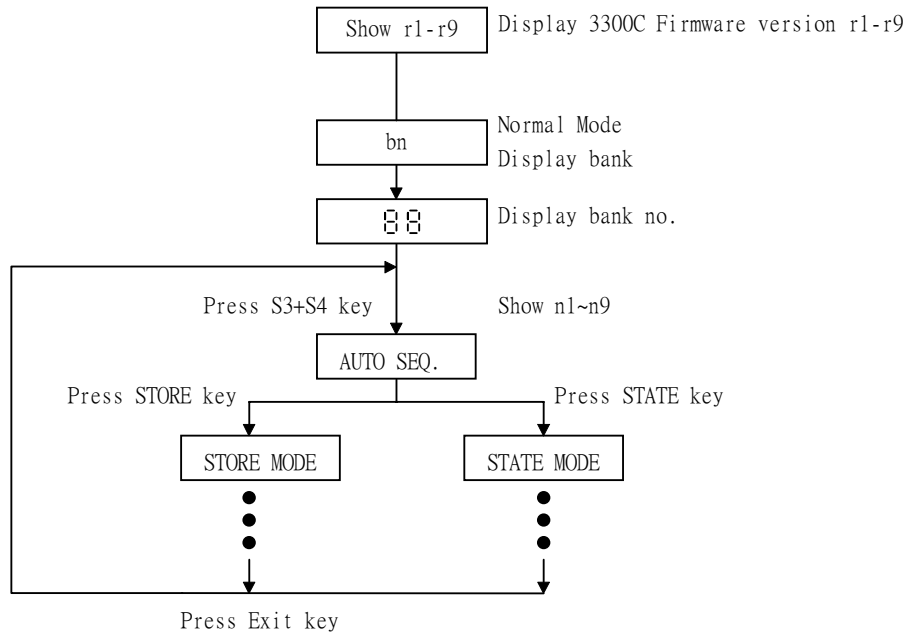 Show r1-r9
Display 3300C Firmware version r1-r9
bn
Normal Mode
Display bank
88
Display bank no.
Press S3+S4 key
Show n1~n9
AUTO SEQ.
Press STORE key
Press STATE key
STORE MODE
STATE MODE
Press Exit key